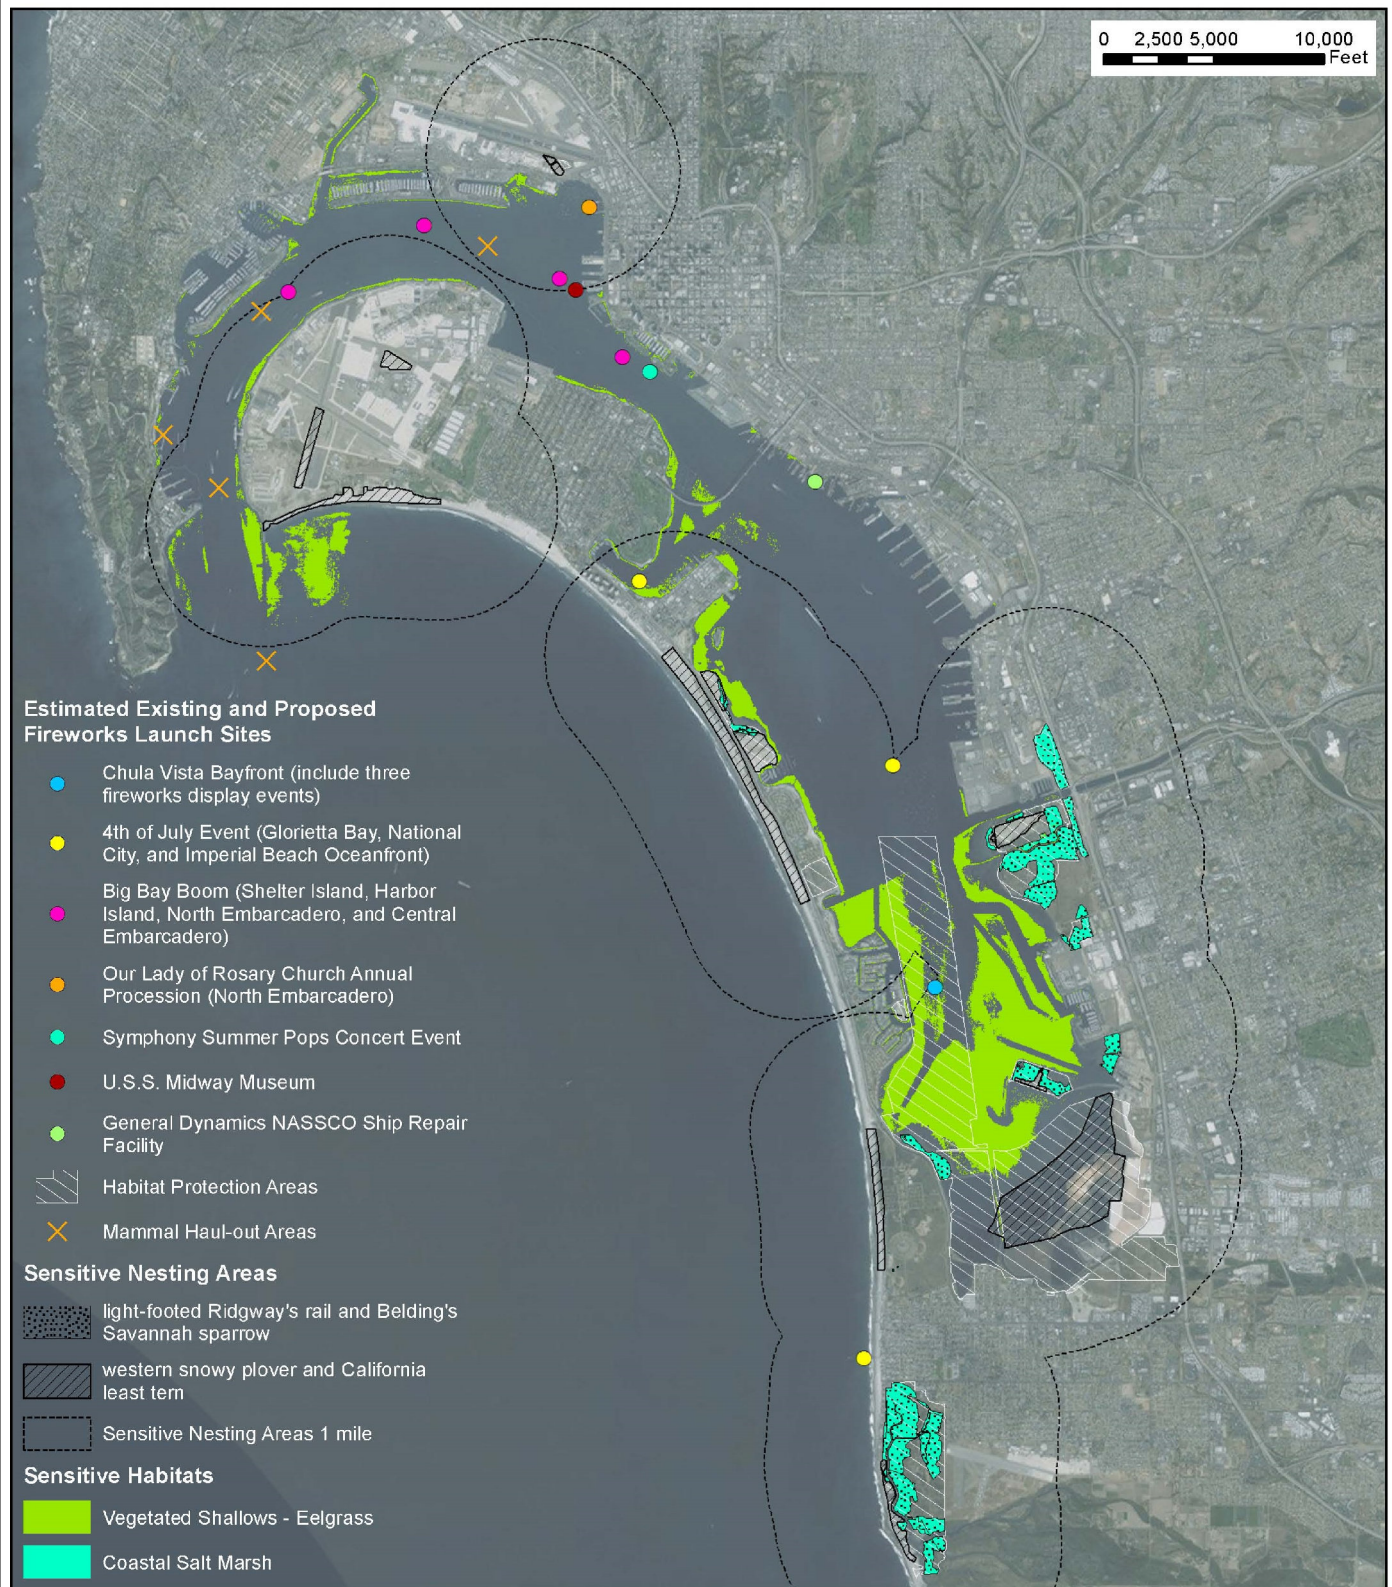 0 2,500 5,000 10,000
Feet
Estimated Existing and Proposed
Fireworks Launch Sites
Chula Vista Bayfront (include three
fireworks display events)
4th of July Event (Glorietta Bay, National
City, and Imperial Beach Oceanfront)
Big Bay Boom (Shelter Island, Harbor
Island, North Embarcadero, and Central
Embarcadero)
Our Lady of Rosary Church Annual
Procession (North Embarcadero)
Symphony Summer Pops Concert Event
U.S.S. Midway Museum
General Dynamics NASSCO Ship Repair
Facility
Habitat Protection Areas
Mammal Haul-out Areas
Sensitive Nesting Areas
light-footed Ridgway's rail and Belding's
Savannah sparrow
western snowy plover and California
least tern
Sensitive Nesting Areas 1 mile
Sensitive Habitats
Vegetated Shallows - Eelgrass
Coastal Salt Marsh